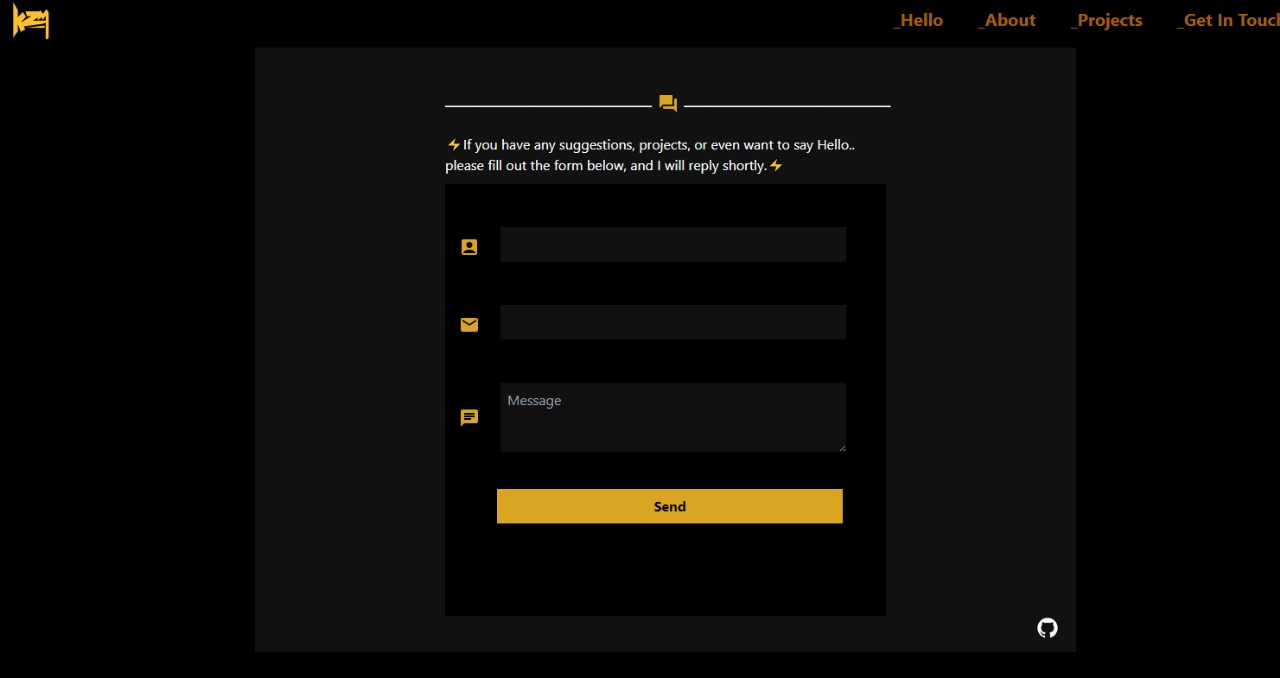 _Hello _About _Projects _Get In Touc
⚡If you have any suggestions, projects, or even want to say Hello..
please fill out the form below, and I will reply shortly.⚡
Message
Send